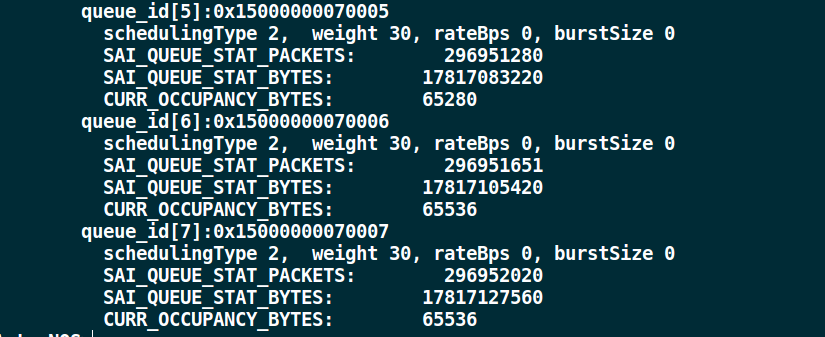 queue_id[5]:0x15000000070005
schedulingType 2,  weight 30, rateBps 0, burstSize 0
SAI_QUEUE_STAT_PACKETS:        296951280
SAI_QUEUE_STAT_BYTES:        17817083220
CURR_OCCUPANCY_BYTES:        65280
queue_id[6]:0x15000000070006
schedulingType 2,  weight 30, rateBps 0, burstSize 0
SAI_QUEUE_STAT_PACKETS:        296951651
SAI_QUEUE_STAT_BYTES:        17817105420
CURR_OCCUPANCY_BYTES:        65536
queue_id[7]:0x15000000070007
schedulingType 2,  weight 30, rateBps 0, burstSize 0
SAI_QUEUE_STAT_PACKETS:        296952020
SAI_QUEUE_STAT_BYTES:        17817127560
CURR_OCCUPANCY_BYTES:        65536